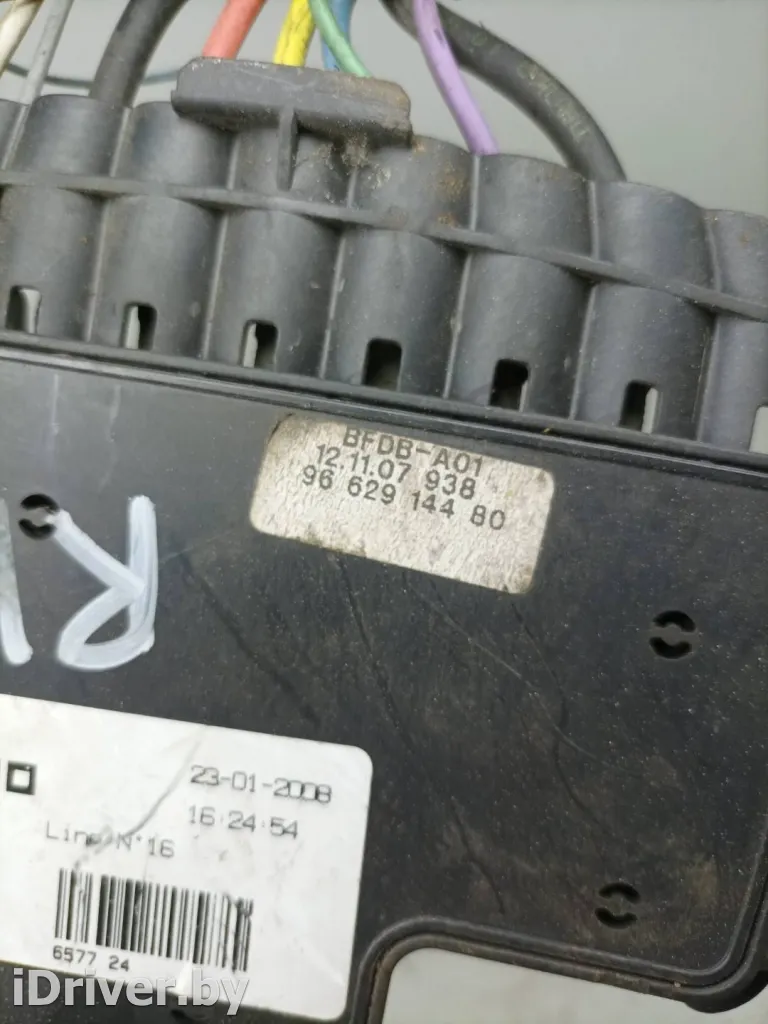 BFDB-A01
12.11.07 938
96 629 144 80
23-01-2008
16:24:54
Line N°16
6577 24
iDriver.by